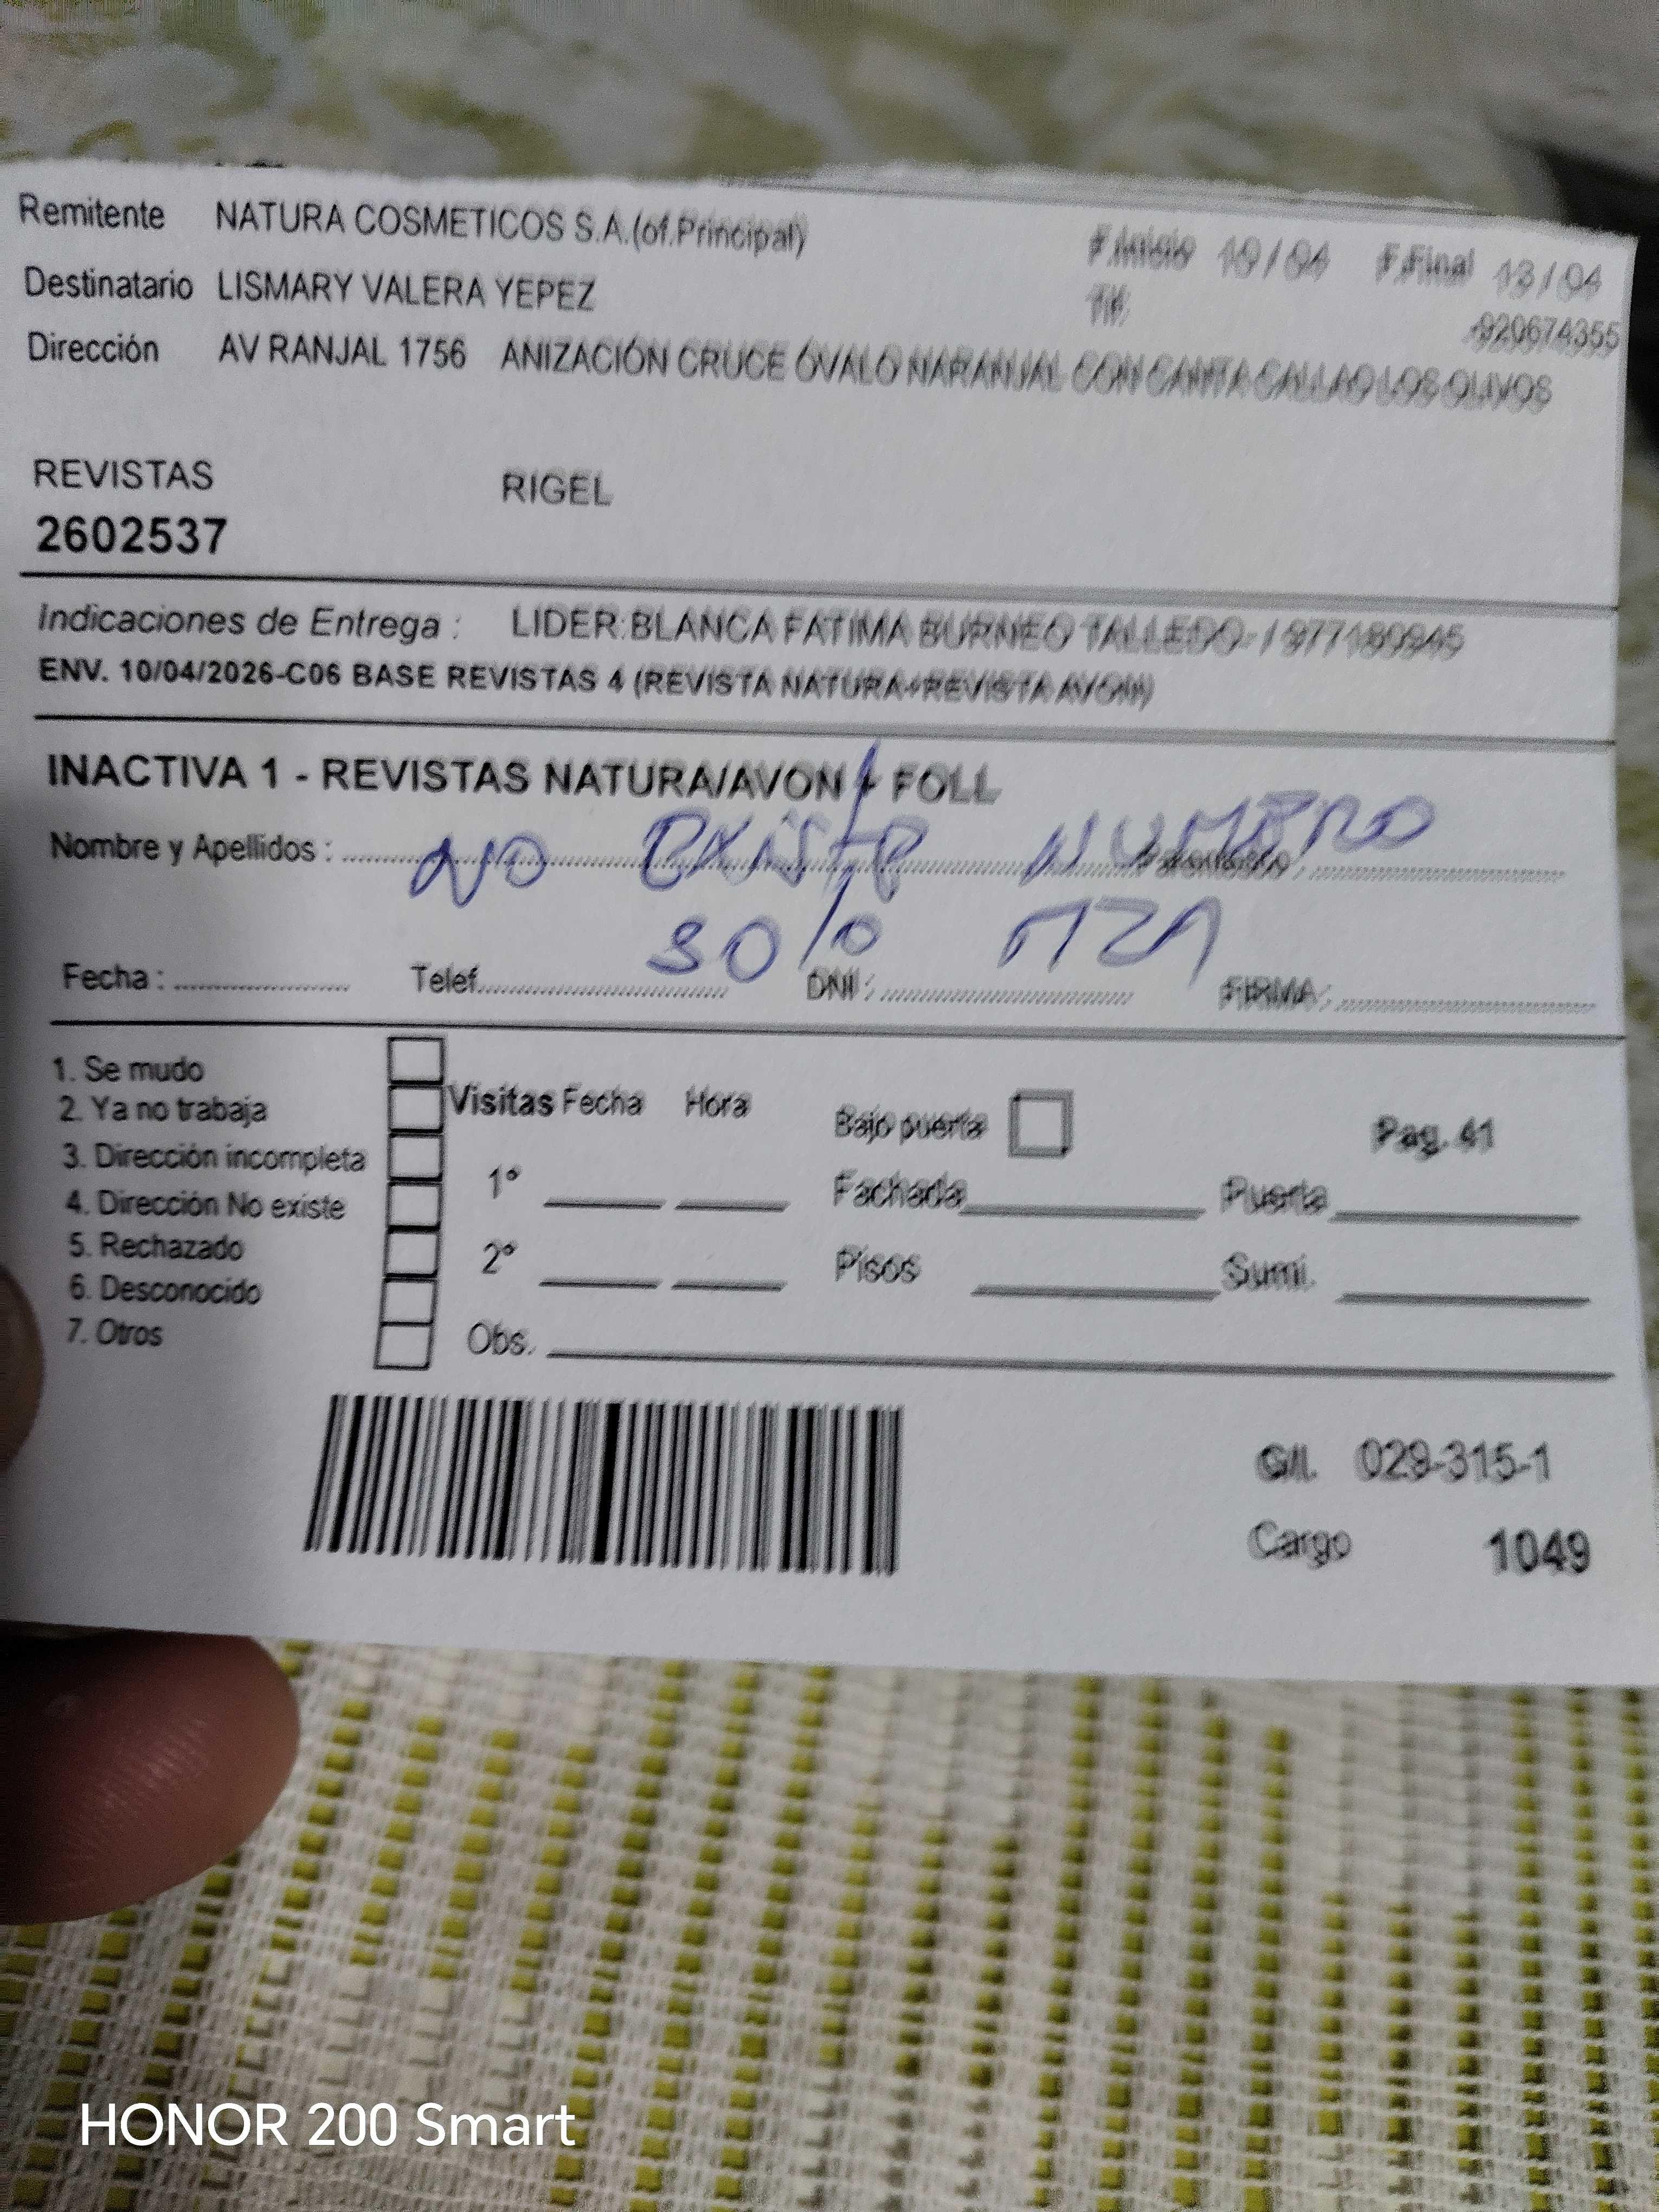 Remitente NATURA COSMETICOS S.A.(of.Principal) F.Inicio 10/04 F.Final 13/04
Destinatario LISMARY VALERA YEPEZ Tlf. 920674355
Dirección AV RANJAL 1756 ANIZACIÓN CRUCE ÓVALO NARANJAL CON CANTA CALLAO LOS OLIVOS
REVISTAS RIGEL
2602537
Indicaciones de Entrega : LIDER:BLANCA FATIMA BURNEO TALLEDO- / 977189945
ENV. 10/04/2026-C06 BASE REVISTAS 4 (REVISTA NATURA+REVISTA AVON)
INACTIVA 1 - REVISTAS NATURA/AVON + FOLL
Nombre y Apellidos : NO EXISTE NUMERO Parentesco
SO/O MZA
Fecha : Telef. DNI : FIRMA :
1. Se mudo
2. Ya no trabaja Visitas Fecha Hora Bajo puerta Pag. 41
3. Dirección incompleta 1° Fachada Puerta
4. Dirección No existe
5. Rechazado 2° Pisos Sumi.
6. Desconocido
7. Otros Obs.
G/I. 029-315-1
Cargo 1049
HONOR 200 Smart